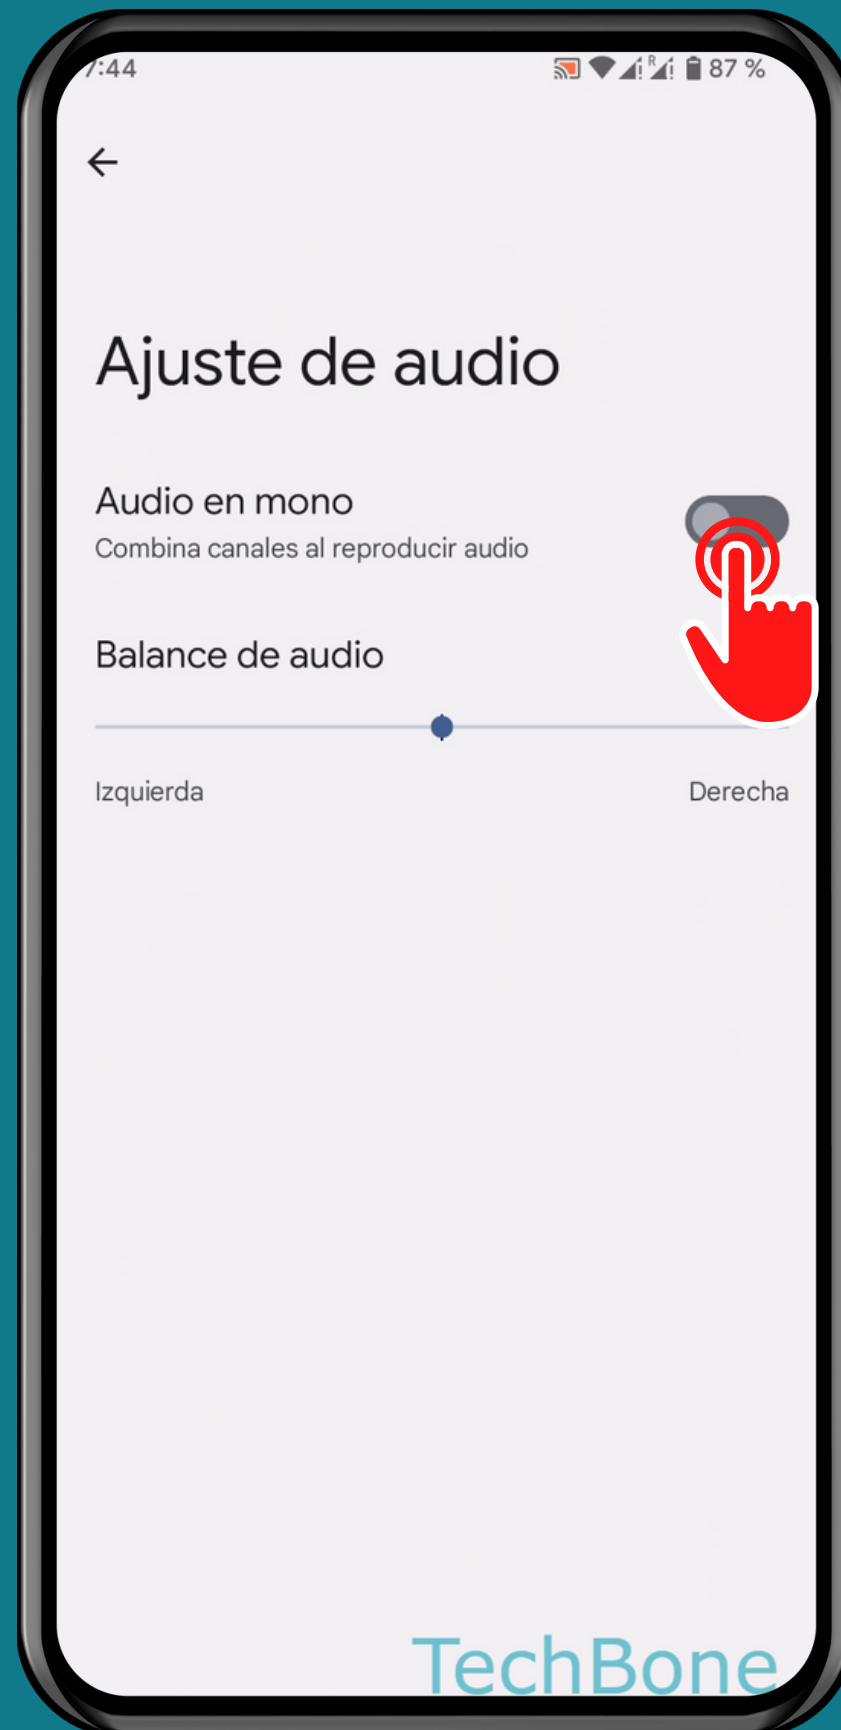 7:44 R 87 %
Ajuste de audio
Audio en mono
Combina canales al reproducir audio
Balance de audio
Izquierda Derecha
TechBone